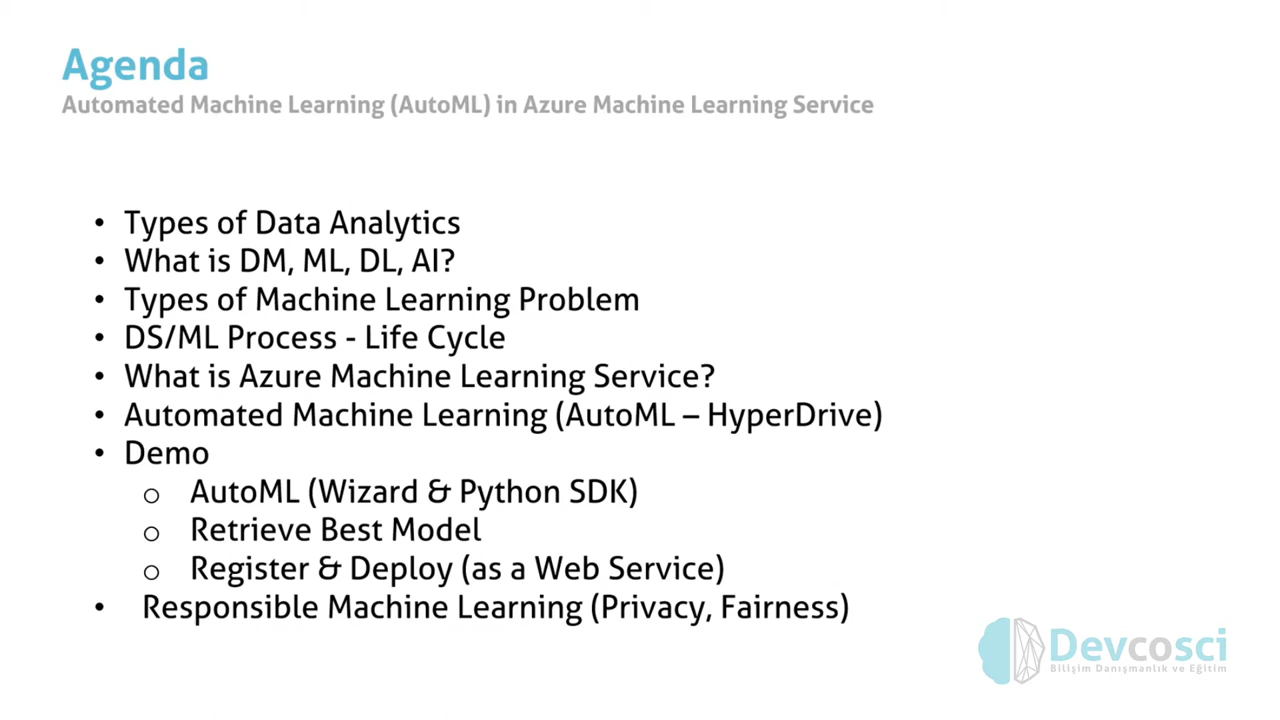 Agenda
Automated Machine Learning (AutoML) in Azure Machine Learning Service
• Types of Data Analytics
• What is DM, ML, DL, AI?
• Types of Machine Learning Problem
• DS/ML Process - Life Cycle
• What is Azure Machine Learning Service?
• Automated Machine Learning (AutoML – HyperDrive)
• Demo
o AutoML (Wizard & Python SDK)
o Retrieve Best Model
o Register & Deploy (as a Web Service)
• Responsible Machine Learning (Privacy, Fairness)
Devcosci
Bilişim Danışmanlık ve Eğitim